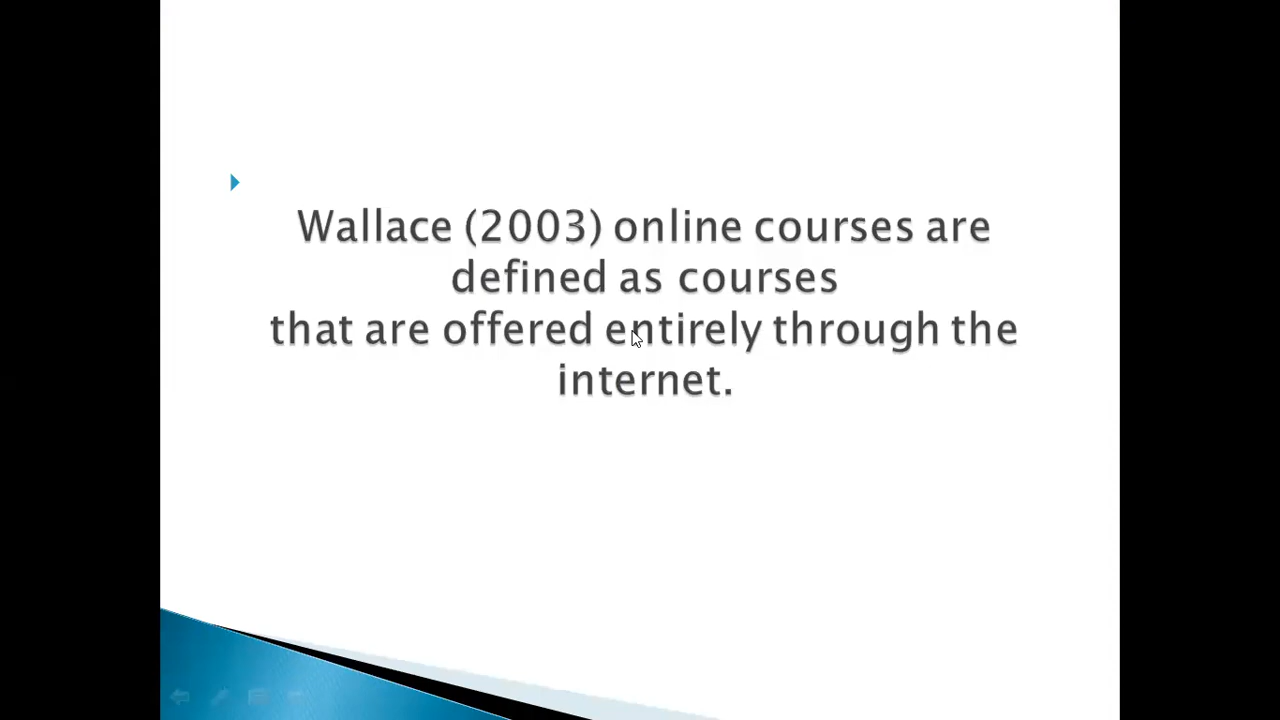 Wallace (2003) online courses are
defined as courses
that are offered entirely through the
internet.